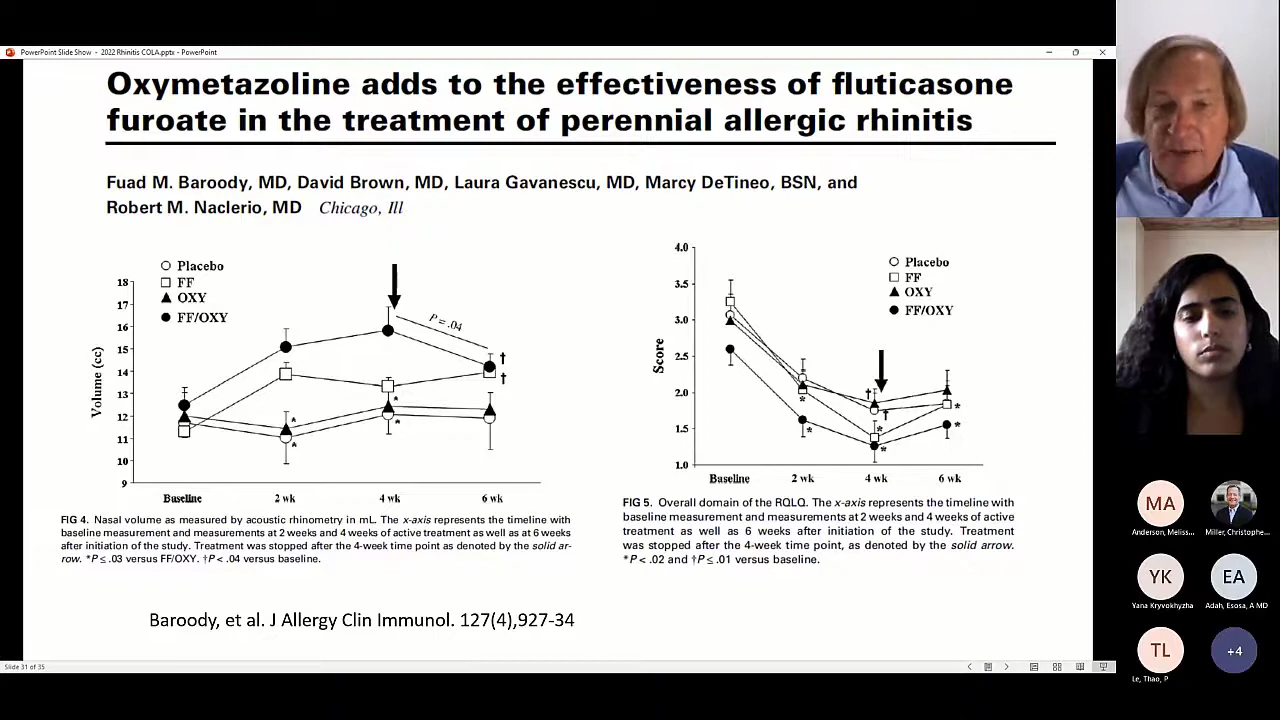 PowerPoint Slide Show - 2022 Rhinitis COLA.pptx - PowerPoint
Oxymetazoline adds to the effectiveness of fluticasone
furoate in the treatment of perennial allergic rhinitis
Fuad M. Baroody, MD, David Brown, MD, Laura Gavanescu, MD, Marcy DeTineo, BSN, and
Robert M. Naclerio, MD Chicago, Ill
Placebo
FF
OXY
FF/OXY
18
17
16
15
14
13
12
11
10
9
Volume (cc)
P = .04
†
†
*
*
*
*
Baseline 2 wk 4 wk 6 wk
FIG 4. Nasal volume as measured by acoustic rhinometry in mL. The x-axis represents the timeline with
baseline measurement and measurements at 2 weeks and 4 weeks of active treatment as well as at 6 weeks
after initiation of the study. Treatment was stopped after the 4-week time point as denoted by the solid ar-
row. *P ≤ .03 versus FF/OXY. †P < .04 versus baseline.
Placebo
FF
OXY
FF/OXY
4.0
3.5
3.0
2.5
2.0
1.5
1.0
Score
*
*
†
†
*
*
*
*
Baseline 2 wk 4 wk 6 wk
FIG 5. Overall domain of the RQLQ. The x-axis represents the timeline with
baseline measurement and measurements at 2 weeks and 4 weeks of active
treatment as well as 6 weeks after initiation of the study. Treatment
was stopped after the 4-week time point, as denoted by the solid arrow.
*P < .02 and †P ≤ .01 versus baseline.
Baroody, et al. J Allergy Clin Immunol. 127(4),927-34
Slide 31 of 35
MA
Anderson, Meliss...
Miller, Christophe...
YK
Yana Kryvokhyzha
EA
Adah, Esosa, A MD
TL
Le, Thao, P
+4